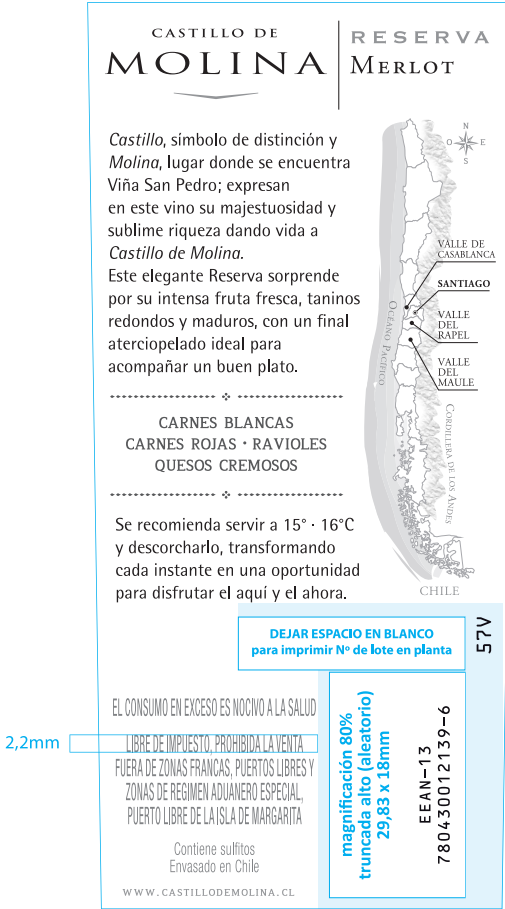 CASTILLO DE
MOLINA
RESERVA
MERLOT
Castillo, símbolo de distinción y
Molina, lugar donde se encuentra
Viña San Pedro; expresan
en este vino su majestuosidad y
sublime riqueza dando vida a
Castillo de Molina.
Este elegante Reserva sorprende
por su intensa fruta fresca, taninos
redondos y maduros, con un final
aterciopelado ideal para
acompañar un buen plato.
CARNES BLANCAS
CARNES ROJAS · RAVIOLES
QUESOS CREMOSOS
Se recomienda servir a 15° · 16°C
y descorcharlo, transformando
cada instante en una oportunidad
para disfrutar el aquí y el ahora.
N
O E
S
VALLE DE
CASABLANCA
SANTIAGO
VALLE
DEL
RAPEL
VALLE
DEL
MAULE
OCEANO PACIFICO
CORDILLERA DE LOS ANDES
CHILE
DEJAR ESPACIO EN BLANCO
para imprimir Nº de lote en planta
57V
EL CONSUMO EN EXCESO ES NOCIVO A LA SALUD
2,2mm
LIBRE DE IMPUESTO, PROHIBIDA LA VENTA
FUERA DE ZONAS FRANCAS, PUERTOS LIBRES Y
ZONAS DE REGIMEN ADUANERO ESPECIAL,
PUERTO LIBRE DE LA ISLA DE MARGARITA
Contiene sulfitos
Envasado en Chile
WWW.CASTILLODEMOLINA.CL
magnificación 80%
truncada alto (aleatorio)
29,83 x 18mm
EEAN-13
780430012139-6